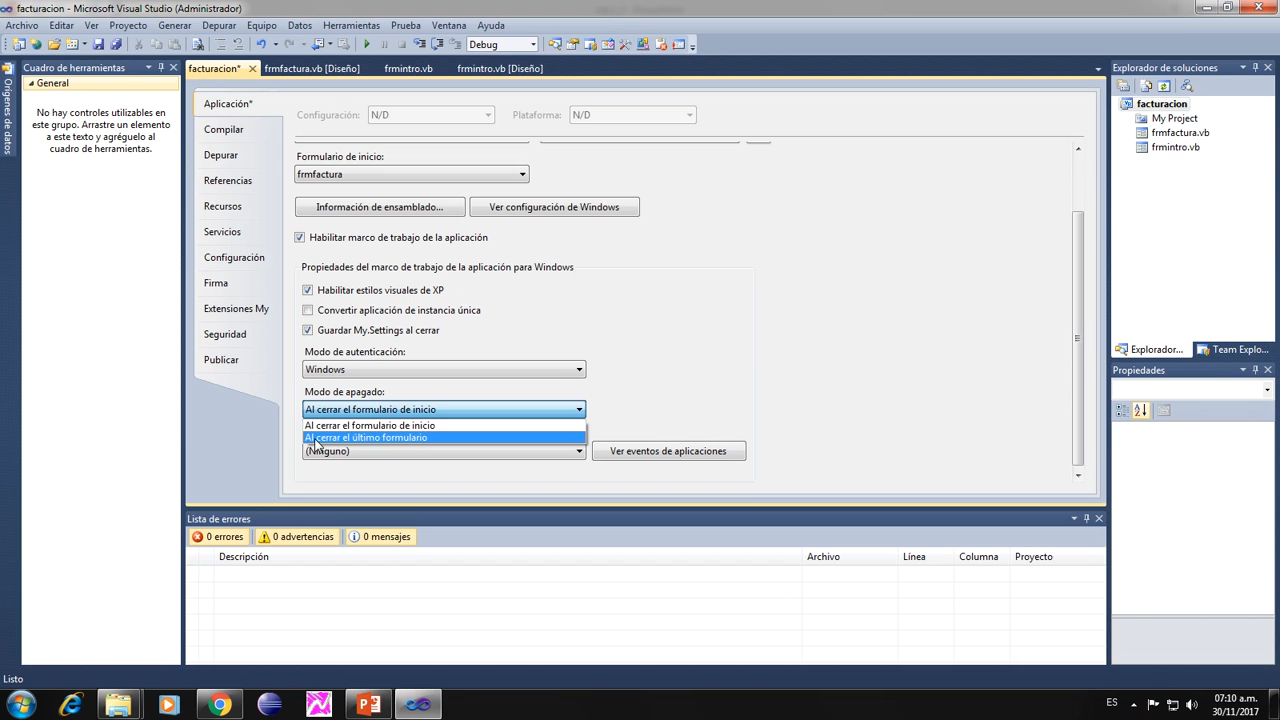 facturacion - Microsoft Visual Studio (Administrador)
Archivo Editar Ver Proyecto Generar Depurar Equipo Datos Herramientas Prueba Ventana Ayuda
Debug
Cuadro de herramientas
General
No hay controles utilizables en
este grupo. Arrastre un elemento
a este texto y agréguelo al
cuadro de herramientas.
Orígenes de datos
facturacion* frmfactura.vb [Diseño] frmintro.vb frmintro.vb [Diseño]
Aplicación*
Compilar
Depurar
Referencias
Recursos
Servicios
Configuración
Firma
Extensiones My
Seguridad
Publicar
Configuración: N/D Plataforma: N/D
Formulario de inicio:
frmfactura
Información de ensamblado... Ver configuración de Windows
Habilitar marco de trabajo de la aplicación
Propiedades del marco de trabajo de la aplicación para Windows
Habilitar estilos visuales de XP
Convertir aplicación de instancia única
Guardar My.Settings al cerrar
Modo de autenticación:
Windows
Modo de apagado:
Al cerrar el formulario de inicio
Al cerrar el formulario de inicio
Al cerrar el último formulario
(Ninguno) Ver eventos de aplicaciones
Explorador de soluciones
facturacion
My Project
frmfactura.vb
frmintro.vb
Explorador... Team Explo...
Propiedades
Lista de errores
0 errores 0 advertencias 0 mensajes
Descripción Archivo Línea Columna Proyecto
Listo
ES 07:10 a.m.
30/11/2017